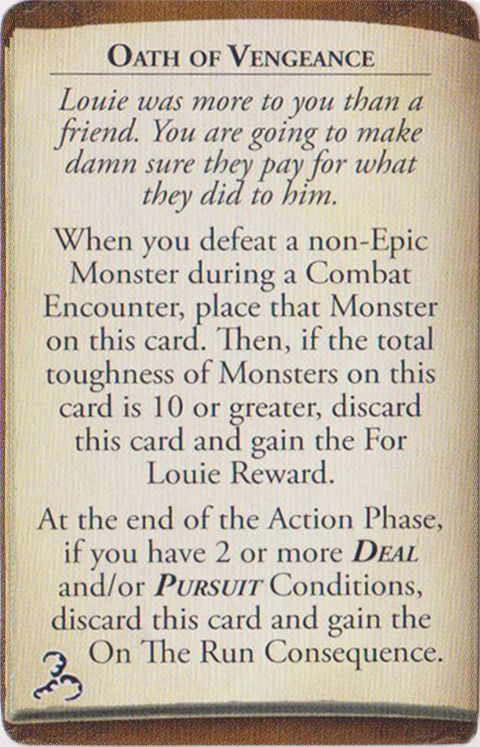 OATH OF VENGEANCE
Louie was more to you than a
friend. You are going to make
damn sure they pay for what
they did to him.
When you defeat a non-Epic
Monster during a Combat
Encounter, place that Monster
on this card. Then, if the total
toughness of Monsters on this
card is 10 or greater, discard
this card and gain the For
Louie Reward.
At the end of the Action Phase,
if you have 2 or more DEAL
and/or PURSUIT Conditions,
discard this card and gain the
On The Run Consequence.